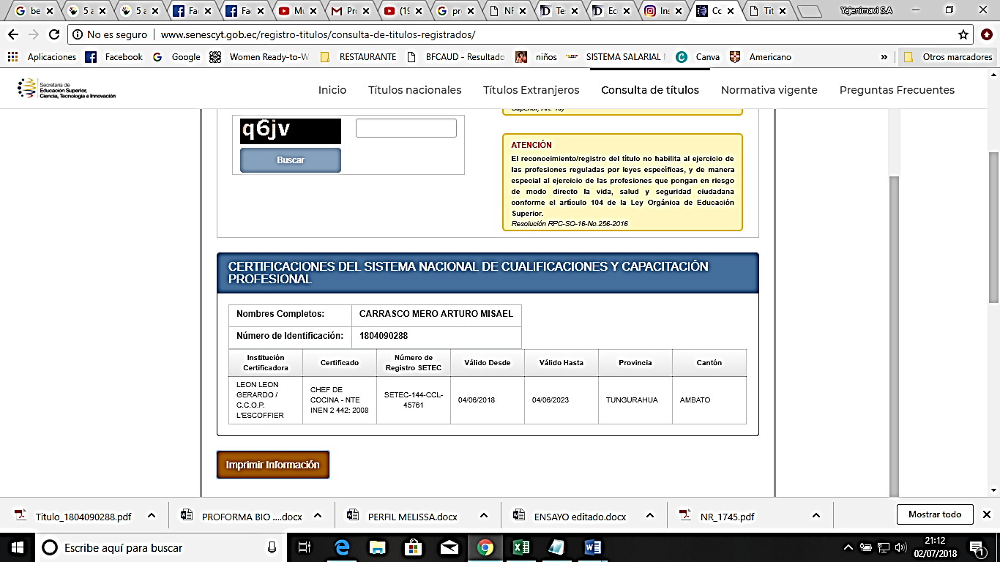 be
5 a
5 a
Fac
Fac
Mu
Pro
(19
pro
NF
Te
Ec
Ins
Co
Tit
Yajenimavi S.A
No es seguro | www.senescyt.gob.ec/registro-titulos/consulta-de-titulos-registrados/
Aplicaciones Facebook Google Women Ready-to-W RESTAURANTE BFCAUD - Resultado niños SISTEMA SALARIAL Canva Americano » Otros marcadores
Secretaría de
Educación Superior,
Ciencia, Tecnología e Innovación
Inicio Títulos nacionales Títulos Extranjeros Consulta de títulos Normativa vigente Preguntas Frecuentes
q6jv
Buscar
ATENCIÓN
El reconocimiento/registro del título no habilita al ejercicio de
las profesiones reguladas por leyes específicas, y de manera
especial al ejercicio de las profesiones que pongan en riesgo
de modo directo la vida, salud y seguridad ciudadana
conforme el artículo 104 de la Ley Orgánica de Educación
Superior.
Resolución RPC-SO-16-No.256-2016
CERTIFICACIONES DEL SISTEMA NACIONAL DE CUALIFICACIONES Y CAPACITACIÓN
PROFESIONAL
Nombres Completos: CARRASCO MERO ARTURO MISAEL
Número de Identificación: 1804090288
Institución
Certificadora
Certificado
Número de
Registro SETEC
Válido Desde
Válido Hasta
Provincia
Cantón
LEON LEON
GERARDO /
C.C.O.P.
L'ESCOFFIER
CHEF DE
COCINA - NTE
INEN 2 442: 2008
SETEC-144-CCL-
45761
04/06/2018
04/06/2023
TUNGURAHUA
AMBATO
Imprimir Información
Titulo_1804090288.pdf PROFORMA BIO ....docx PERFIL MELISSA.docx ENSAYO editado.docx NR_1745.pdf Mostrar todo
Escribe aquí para buscar
21:12
02/07/2018
1